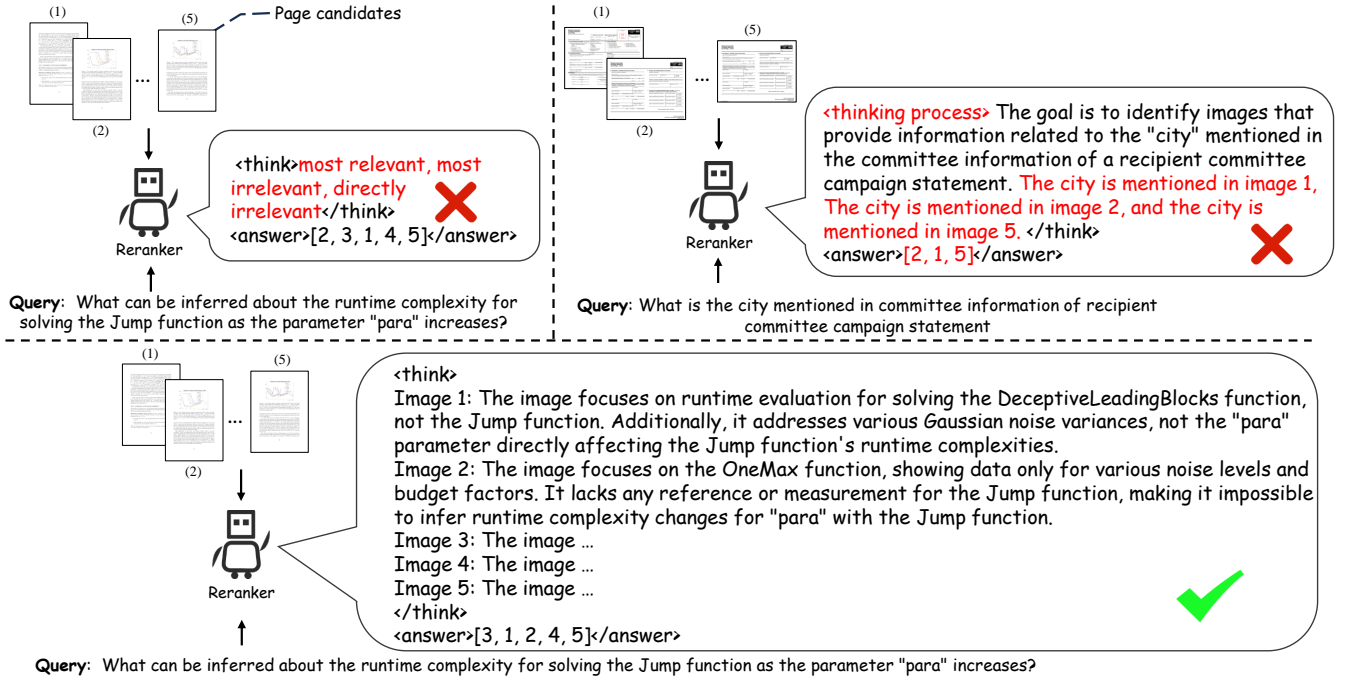 (1)
(5)
Page candidates
...
(2)
<think>most relevant, most
irrelevant, directly
irrelevant</think>
<answer>[2, 3, 1, 4, 5]</answer>
Reranker
Query: What can be inferred about the runtime complexity for
solving the Jump function as the parameter "para" increases?
(1)
(5)
...
(2)
<thinking process> The goal is to identify images that
provide information related to the "city" mentioned in
the committee information of a recipient committee
campaign statement. The city is mentioned in image 1,
The city is mentioned in image 2, and the city is
mentioned in image 5. </think>
<answer>[2, 1, 5]</answer>
Reranker
Query: What is the city mentioned in committee information of recipient
committee campaign statement
(1)
(5)
...
(2)
<think>
Image 1: The image focuses on runtime evaluation for solving the DeceptiveLeadingBlocks function,
not the Jump function. Additionally, it addresses various Gaussian noise variances, not the "para"
parameter directly affecting the Jump function's runtime complexities.
Image 2: The image focuses on the OneMax function, showing data only for various noise levels and
budget factors. It lacks any reference or measurement for the Jump function, making it impossible
to infer runtime complexity changes for "para" with the Jump function.
Image 3: The image ...
Image 4: The image ...
Image 5: The image ...
</think>
<answer>[3, 1, 2, 4, 5]</answer>
Reranker
Query: What can be inferred about the runtime complexity for solving the Jump function as the parameter "para" increases?